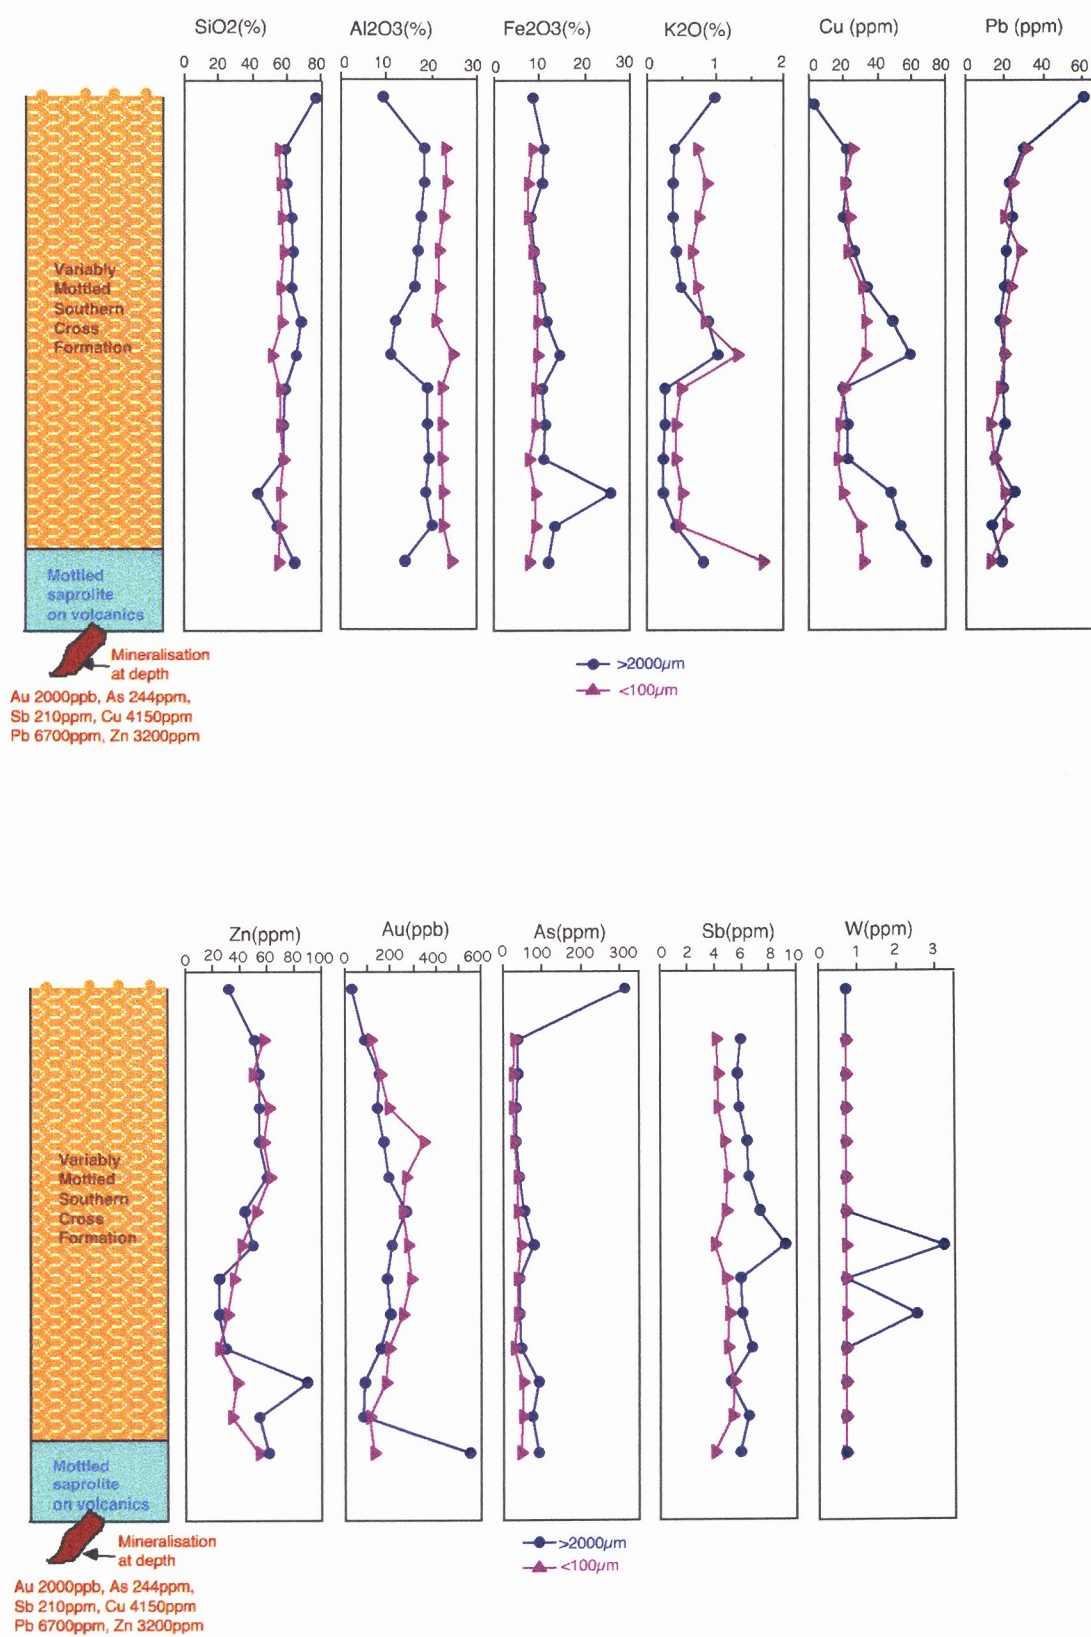 SiO2(%) Al2O3(%) Fe2O3(%) K2O(%) Cu (ppm) Pb (ppm)
0 20 40 60 80 0 10 20 30 0 10 20 30 0 1 2 0 20 40 60 80 0 20 40 60
Variably
Mottled
Southern
Cross
Formation
Mottled
saprolite
on volcanics
Mineralisation
at depth
Au 2000ppb, As 244ppm,
Sb 210ppm, Cu 4150ppm
Pb 6700ppm, Zn 3200ppm
>2000µm
<100µm
Zn(ppm) Au(ppb) As(ppm) Sb(ppm) W(ppm)
0 20 40 60 80 100 0 200 400 600 0 100 200 300 0 2 4 6 8 10 0 1 2 3
Variably
Mottled
Southern
Cross
Formation
Mottled
saprolite
on volcanics
Mineralisation
at depth
Au 2000ppb, As 244ppm,
Sb 210ppm, Cu 4150ppm
Pb 6700ppm, Zn 3200ppm
>2000µm
<100µm